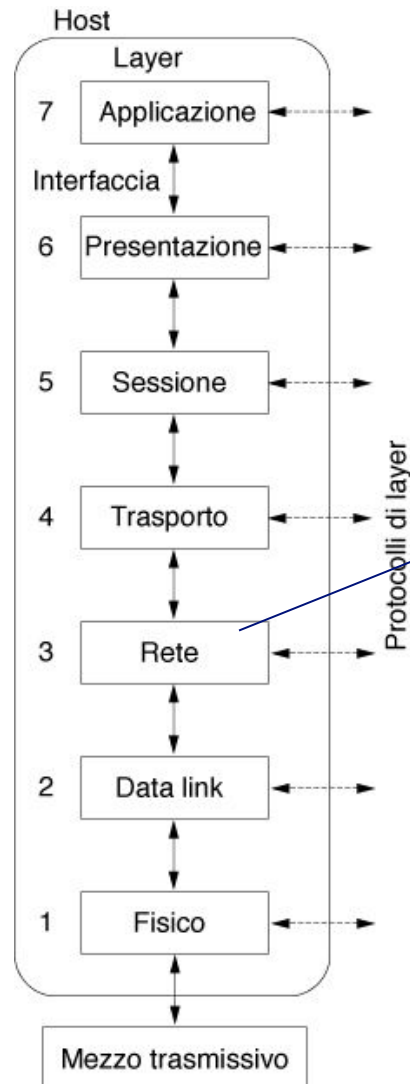 Host
Layer
7 Applicazione
Interfaccia
6 Presentazione
5 Sessione
4 Trasporto
Protocolli di layer
3 Rete
2 Data link
1 Fisico
Mezzo trasmissivo